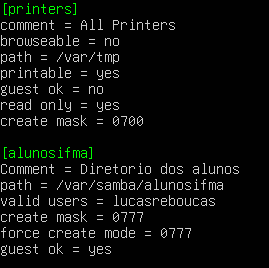 [printers]
comment = All Printers
browseable = no
path = /var/tmp
printable = yes
guest ok = no
read only = yes
create mask = 0700
[alunosifma]
Comment = Diretorio dos alunos
path = /var/samba/alunosifma
valid users = lucasreboucas
create mask = 0777
force create mode = 0777
guest ok = yes